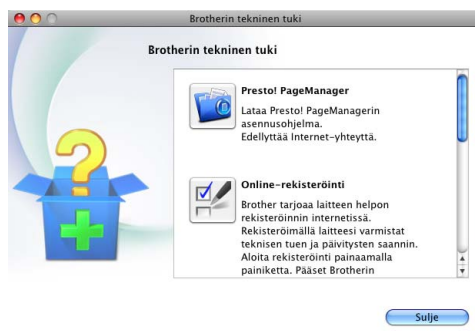 Brotherin tekninen tuki
Brotherin tekninen tuki
Presto! PageManager
Lataa Presto! PageManagerin
asennusohjelma.
Edellyttää Internet-yhteyttä.
Online-rekisteröinti
Brother tarjoaa laitteen helpon
rekisteröinnin internetissä.
Rekisteröimällä laitteesi varmistat
teknisen tuen ja päivitysten saannin.
Aloita rekisteröinti painaamalla
painiketta. Pääset Brotherin
Sulje